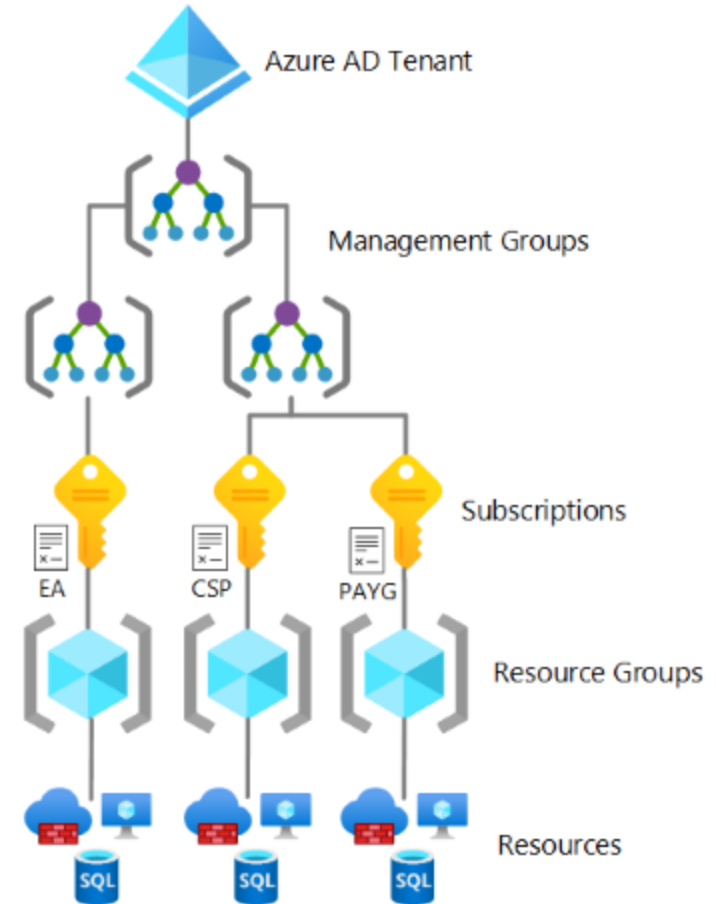 Azure AD Tenant
Management Groups
Subscriptions
EA
CSP
PAYG
Resource Groups
Resources
SQL
SQL
SQL